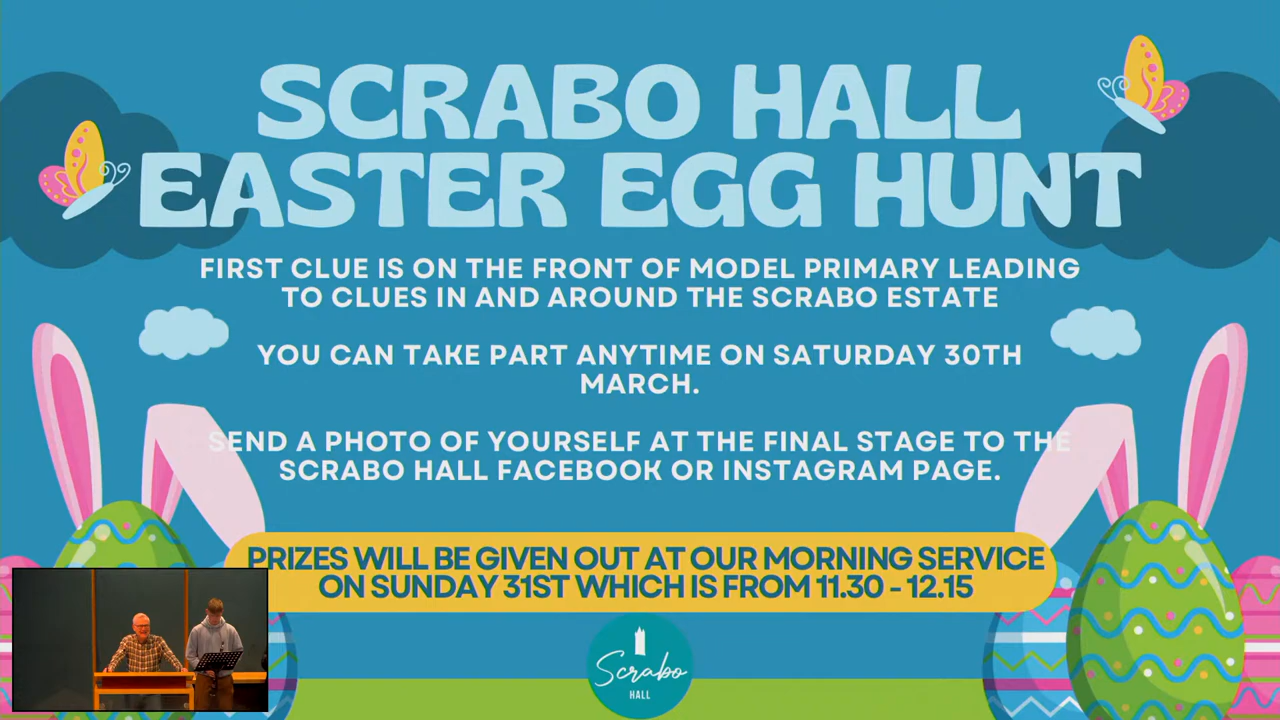 SCRABO HALL
EASTER EGG HUNT
FIRST CLUE IS ON THE FRONT OF MODEL PRIMARY LEADING
TO CLUES IN AND AROUND THE SCRABO ESTATE
YOU CAN TAKE PART ANYTIME ON SATURDAY 30TH
MARCH.
SEND A PHOTO OF YOURSELF AT THE FINAL STAGE TO THE
SCRABO HALL FACEBOOK OR INSTAGRAM PAGE.
PRIZES WILL BE GIVEN OUT AT OUR MORNING SERVICE
ON SUNDAY 31ST WHICH IS FROM 11.30 - 12.15
Scrabo
HALL